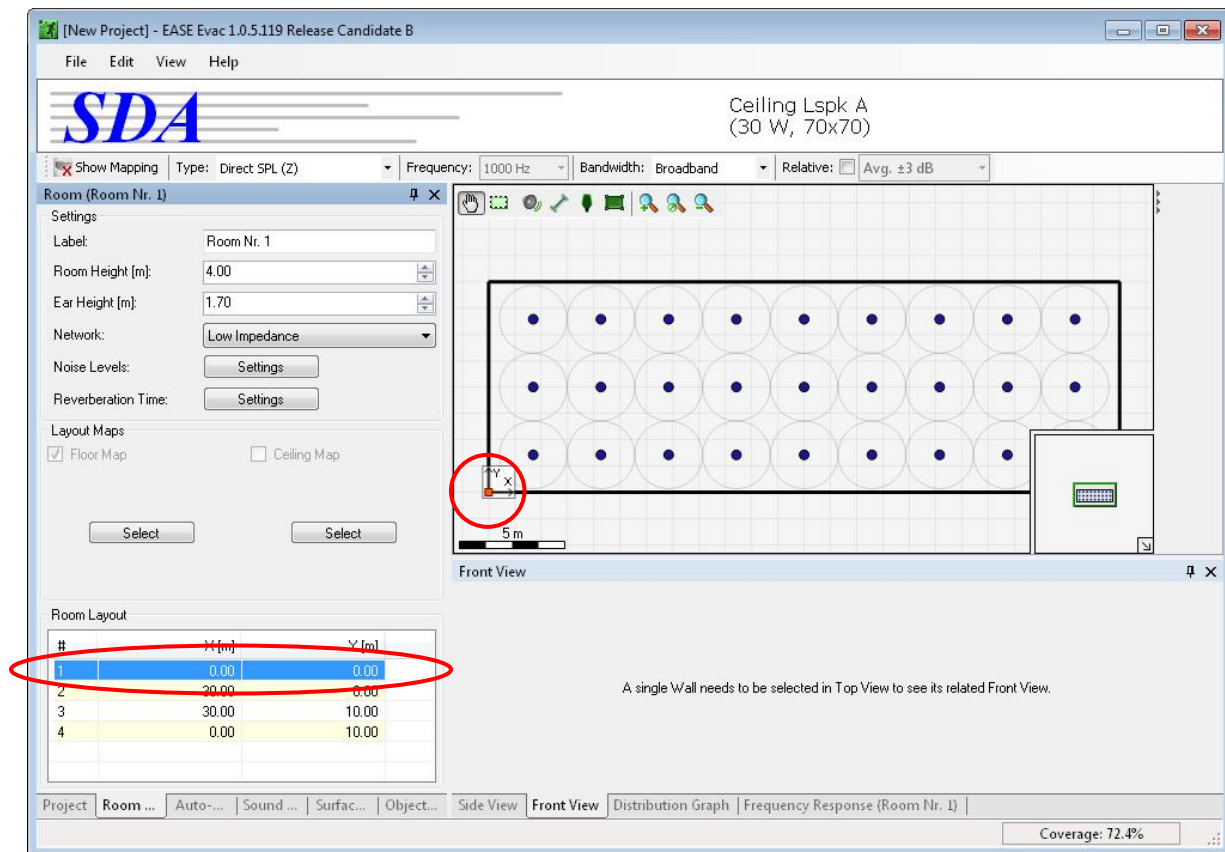 [New Project] - EASE Evac 1.0.5.119 Release Candidate B
File Edit View Help
SDA
Ceiling Lspk A
(30 W, 70x70)
Show Mapping Type: Direct SPL (Z) Frequency: 1000 Hz Bandwidth: Broadband Relative: Avg. ±3 dB
Room (Room Nr. 1)
Settings
Label: Room Nr. 1
Room Height [m]: 4.00
Ear Height [m]: 1.70
Network: Low Impedance
Noise Levels: Settings
Reverberation Time: Settings
Layout Maps
Floor Map Ceiling Map
Select Select
Room Layout
# X [m] Y [m]
1 0.00 0.00
2 30.00 0.00
3 30.00 10.00
4 0.00 10.00
Project Room ... Auto-... Sound ... Surfac... Object...
Y
X
5 m
Front View
A single Wall needs to be selected in Top View to see its related Front View.
Side View Front View Distribution Graph Frequency Response (Room Nr. 1)
Coverage: 72.4%